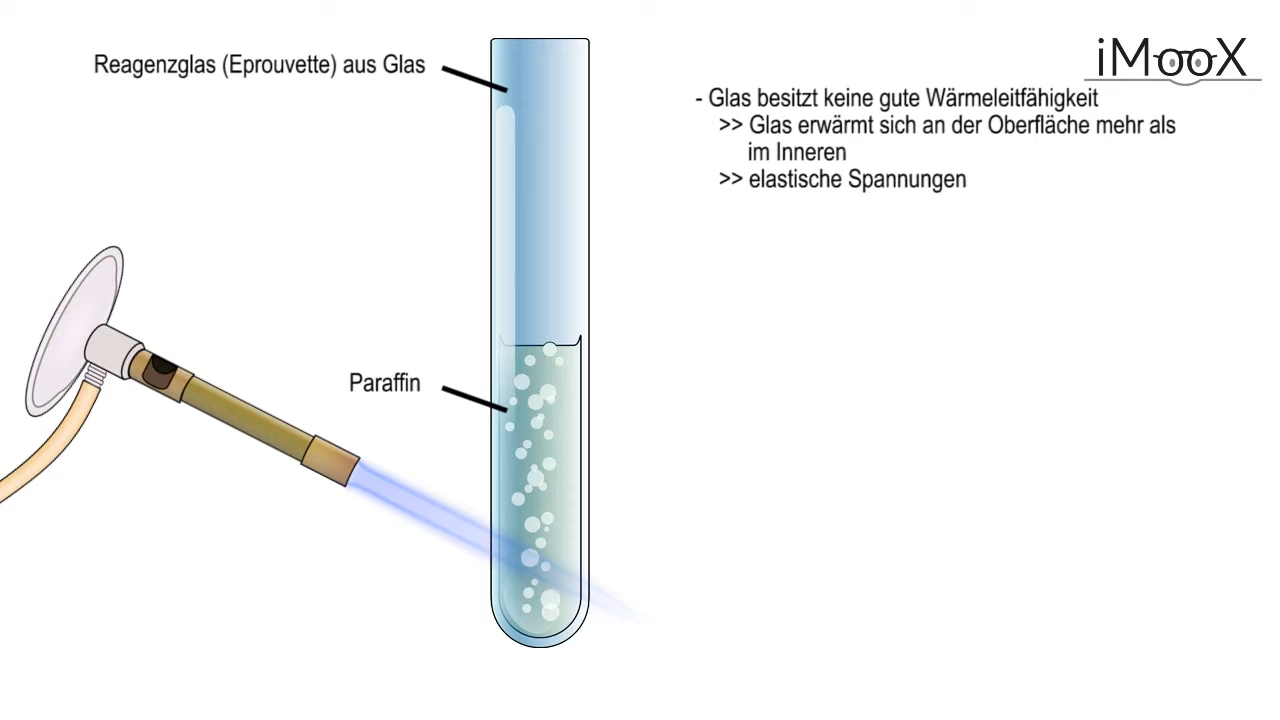 iMooX
Reagenzglas (Eprouvette) aus Glas
- Glas besitzt keine gute Wärmeleitfähigkeit
>> Glas erwärmt sich an der Oberfläche mehr als
im Inneren
>> elastische Spannungen
Paraffin